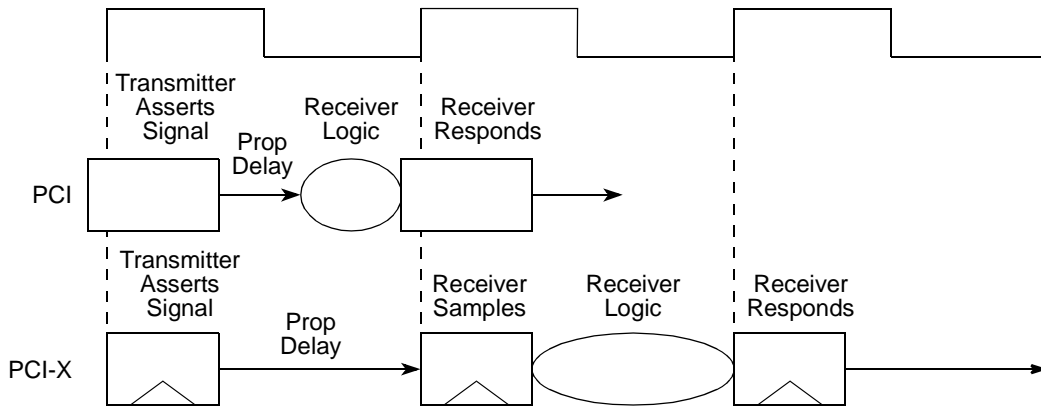 Transmitter
Asserts
Signal
Prop
Delay
Receiver
Logic
Receiver
Responds
PCI
Transmitter
Asserts
Signal
Prop
Delay
Receiver
Samples
Receiver
Logic
Receiver
Responds
PCI-X